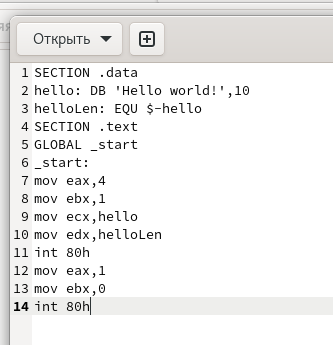 Открыть
1 SECTION .data
2 hello: DB 'Hello world!',10
3 helloLen: EQU $-hello
4 SECTION .text
5 GLOBAL _start
6 _start:
7 mov eax,4
8 mov ebx,1
9 mov ecx,hello
10 mov edx,helloLen
11 int 80h
12 mov eax,1
13 mov ebx,0
14 int 80h